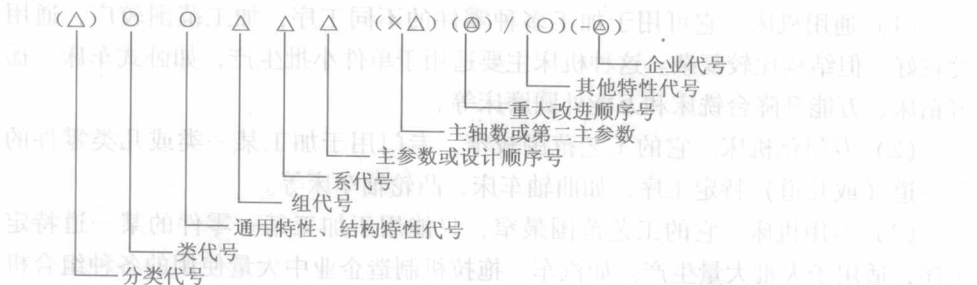 (△) ○ ○ △ △ △ (×△) (△⃝) (○)(-△⃝)
企业代号
其他特性代号
重大改进顺序号
主轴数或第二主参数
主参数或设计顺序号
系代号
组代号
通用特性、结构特性代号
类代号
分类代号